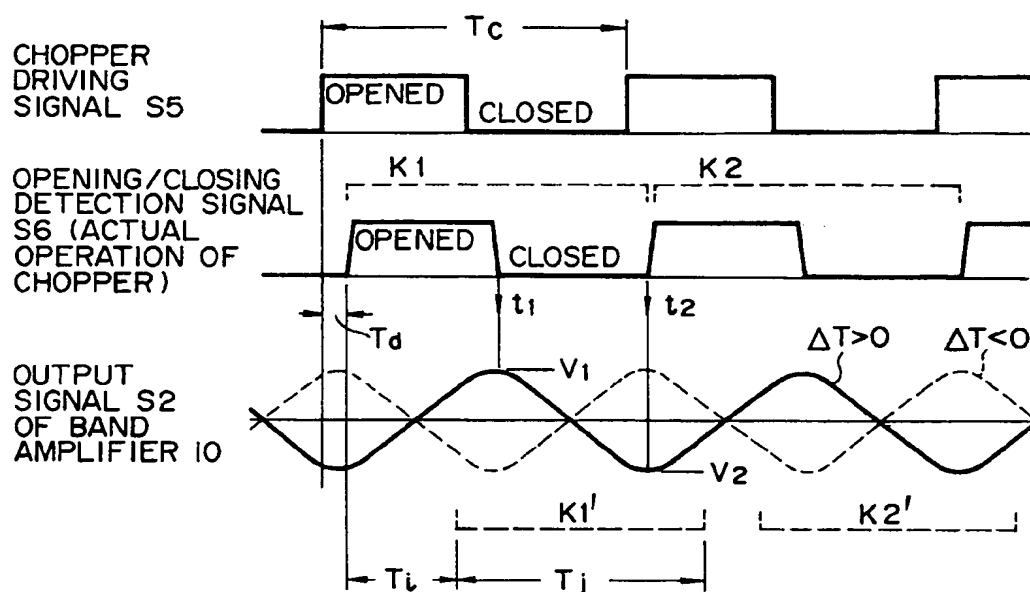 Tc
CHOPPER
DRIVING
SIGNAL S5
OPENED
CLOSED
K1
K2
OPENING/CLOSING
DETECTION SIGNAL
S6 (ACTUAL
OPERATION OF
CHOPPER)
OPENED
CLOSED
t1
t2
Td
ΔT>0
ΔT<0
OUTPUT
SIGNAL S2
OF BAND
AMPLIFIER 10
V1
V2
K1'
K2'
Ti
Tj